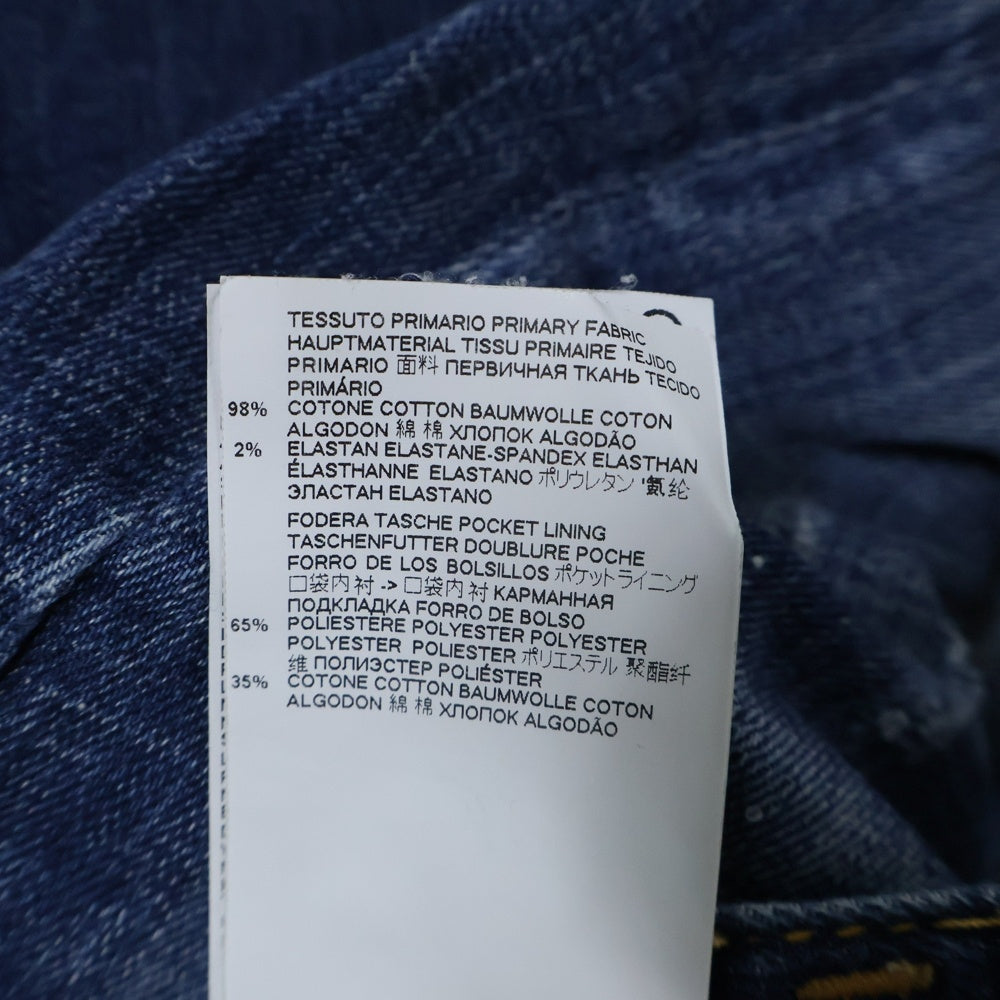 TESSUTO PRIMARIO PRIMARY FABRIC
HAUPTMATERIAL TISSU PRIMAIRE TEJIDO
PRIMARIO 面料 ПЕРВИЧНАЯ ТКАНЬ TECIDO
PRIMÁRIO
98% COTONE COTTON BAUMWOLLE COTON
ALGODON 綿 棉 ХЛОПОК ALGODÃO
2% ELASTAN ELASTANE-SPANDEX ELASTHAN
ÉLASTHANNE ELASTANO ポリウレタン '氨纶
ЭЛАСТАН ELASTANO
FODERA TASCHE POCKET LINING
TASCHENFUTTER DOUBLURE POCHE
FORRO DE LOS BOLSILLOS ポケットライニング
口袋内衬 -> 口袋内衬 КАРМАННАЯ
ПОДКЛАДКА FORRO DE BOLSO
65% POLIESTERE POLYESTER POLYESTER
POLYESTER POLIESTER ポリエステル 聚酯纤
维 ПОЛИЭСТЕР POLIÉSTER
35% COTONE COTTON BAUMWOLLE COTON
ALGODON 綿 棉 ХЛОПОК ALGODÃO